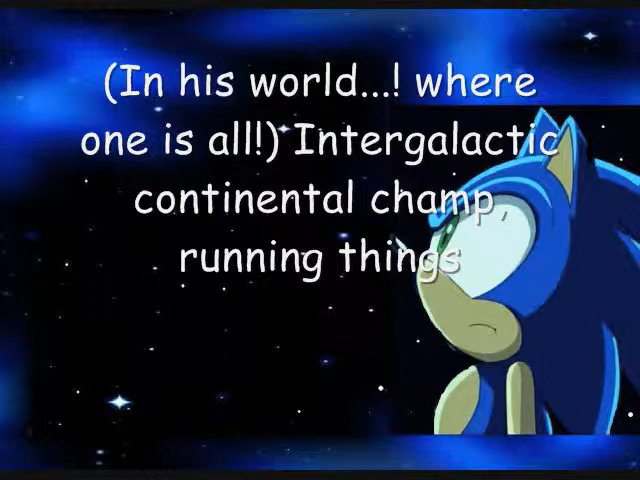 (In his world...! where
one is all!) Intergalactic
continental champ,
running things